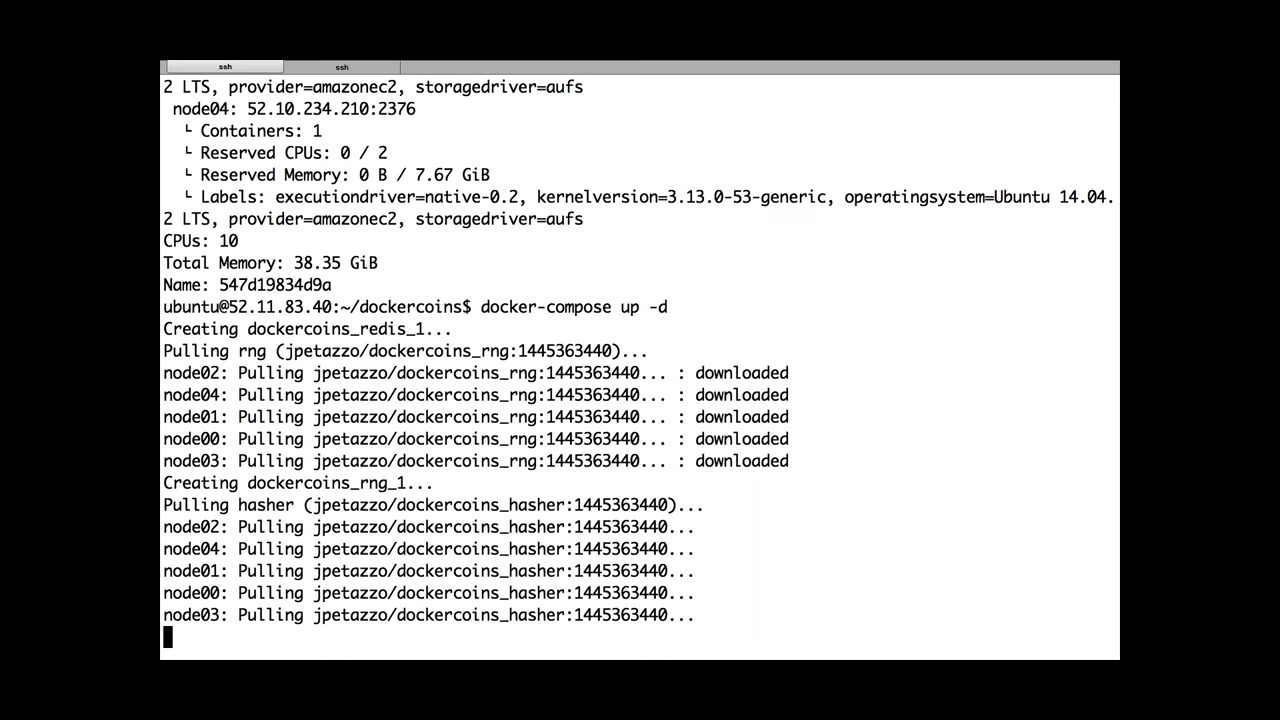 ssh ssh
2 LTS, provider=amazonec2, storagedriver=aufs
node04: 52.10.234.210:2376
└ Containers: 1
└ Reserved CPUs: 0 / 2
└ Reserved Memory: 0 B / 7.67 GiB
└ Labels: executiondriver=native-0.2, kernelversion=3.13.0-53-generic, operatingsystem=Ubuntu 14.04.
2 LTS, provider=amazonec2, storagedriver=aufs
CPUs: 10
Total Memory: 38.35 GiB
Name: 547d19834d9a
ubuntu@52.11.83.40:~/dockercoins$ docker-compose up -d
Creating dockercoins_redis_1...
Pulling rng (jpetazzo/dockercoins_rng:1445363440)...
node02: Pulling jpetazzo/dockercoins_rng:1445363440... : downloaded
node04: Pulling jpetazzo/dockercoins_rng:1445363440... : downloaded
node01: Pulling jpetazzo/dockercoins_rng:1445363440... : downloaded
node00: Pulling jpetazzo/dockercoins_rng:1445363440... : downloaded
node03: Pulling jpetazzo/dockercoins_rng:1445363440... : downloaded
Creating dockercoins_rng_1...
Pulling hasher (jpetazzo/dockercoins_hasher:1445363440)...
node02: Pulling jpetazzo/dockercoins_hasher:1445363440...
node04: Pulling jpetazzo/dockercoins_hasher:1445363440...
node01: Pulling jpetazzo/dockercoins_hasher:1445363440...
node00: Pulling jpetazzo/dockercoins_hasher:1445363440...
node03: Pulling jpetazzo/dockercoins_hasher:1445363440...